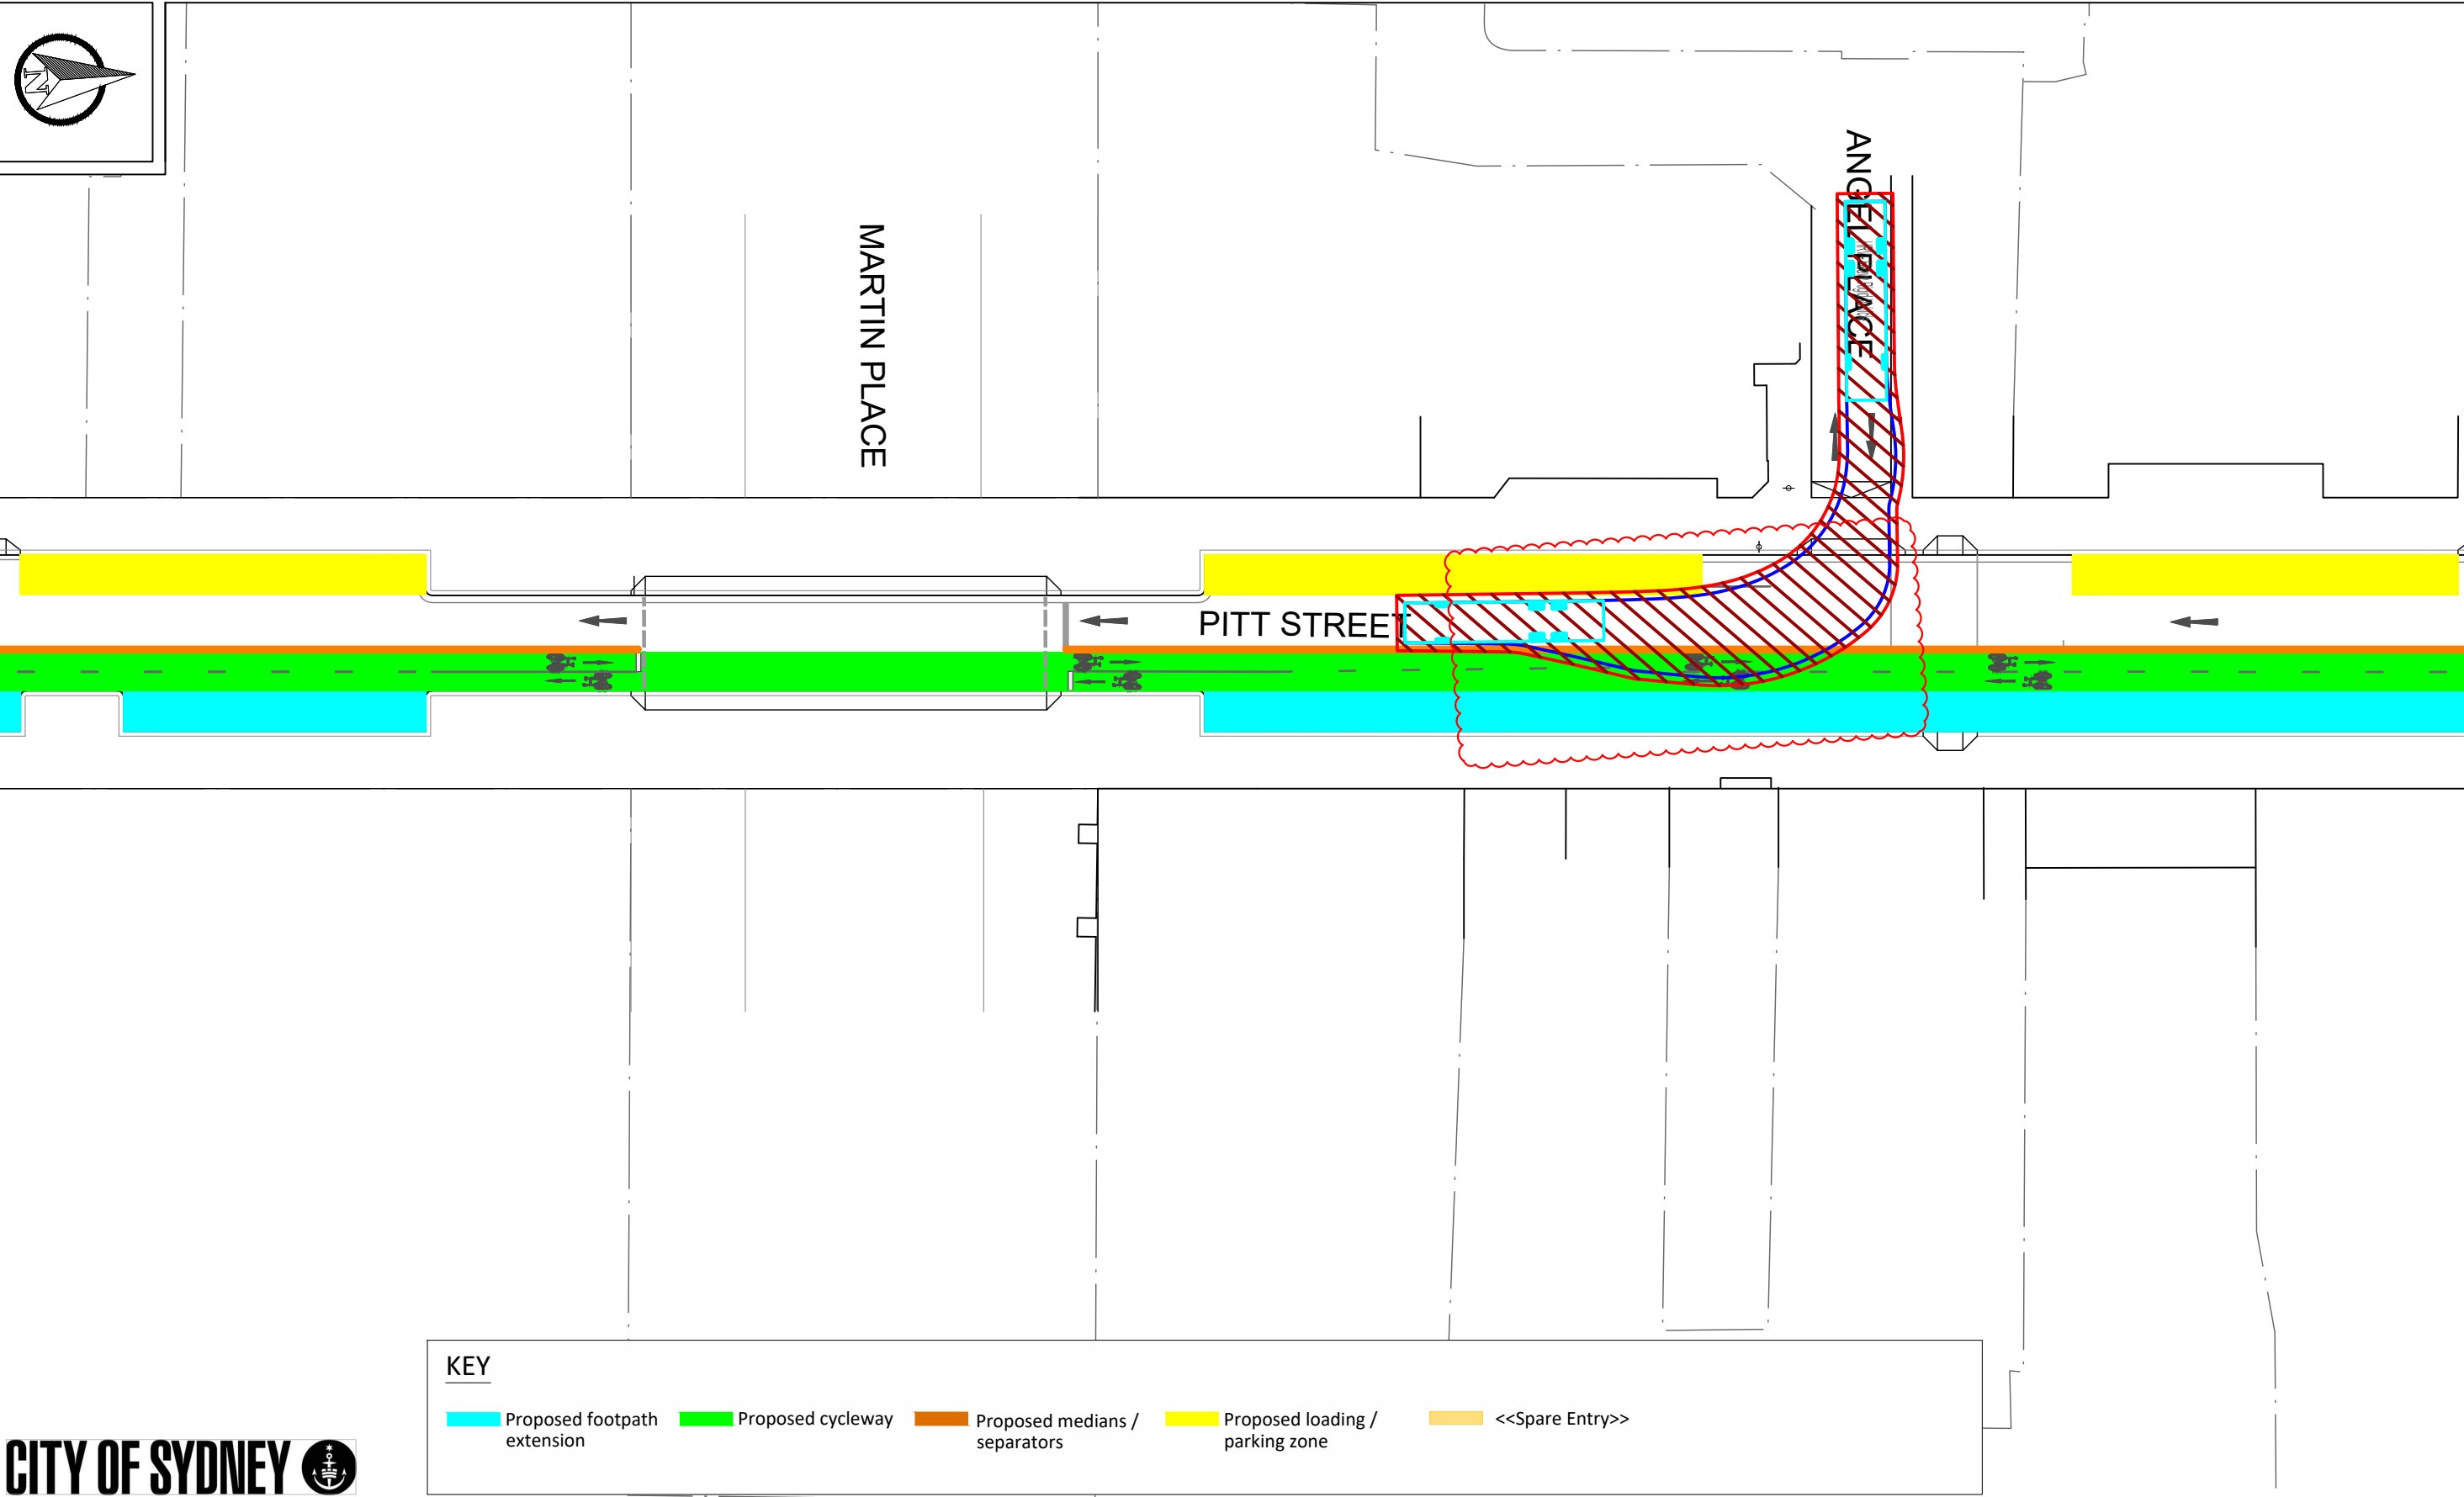 N
ANGEL PLACE
MARTIN PLACE
PITT STREET
KEY
Proposed footpath
extension
Proposed cycleway
Proposed medians /
separators
Proposed loading /
parking zone
<<Spare Entry>>
CITY OF SYDNEY